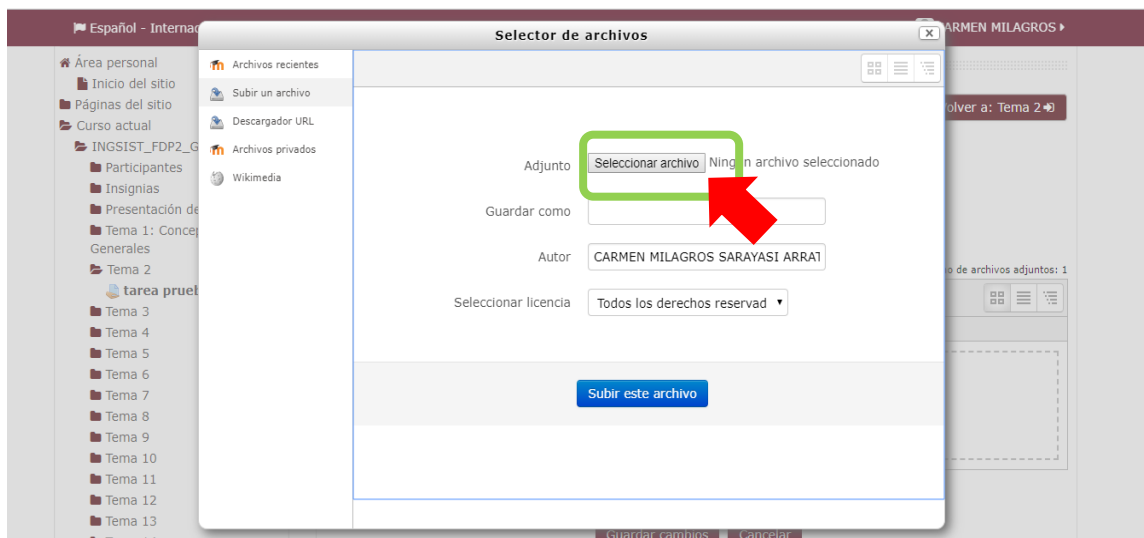 Español - Internac
CARMEN MILAGROS
Selector de archivos
Área personal
Inicio del sitio
Páginas del sitio
Curso actual
INGSIST_FDP2_G
Participantes
Insignias
Presentación de
Tema 1: Concep
Generales
Tema 2
tarea prueb
Tema 3
Tema 4
Tema 5
Tema 6
Tema 7
Tema 8
Tema 9
Tema 10
Tema 11
Tema 12
Tema 13
Archivos recientes
Subir un archivo
Descargador URL
Archivos privados
Wikimedia
Adjunto Seleccionar archivo Ningún archivo seleccionado
Guardar como
Autor CARMEN MILAGROS SARAYASI ARRAT
Seleccionar licencia Todos los derechos reservad
Subir este archivo
olver a: Tema 2
o de archivos adjuntos: 1
Guardar cambios Cancelar